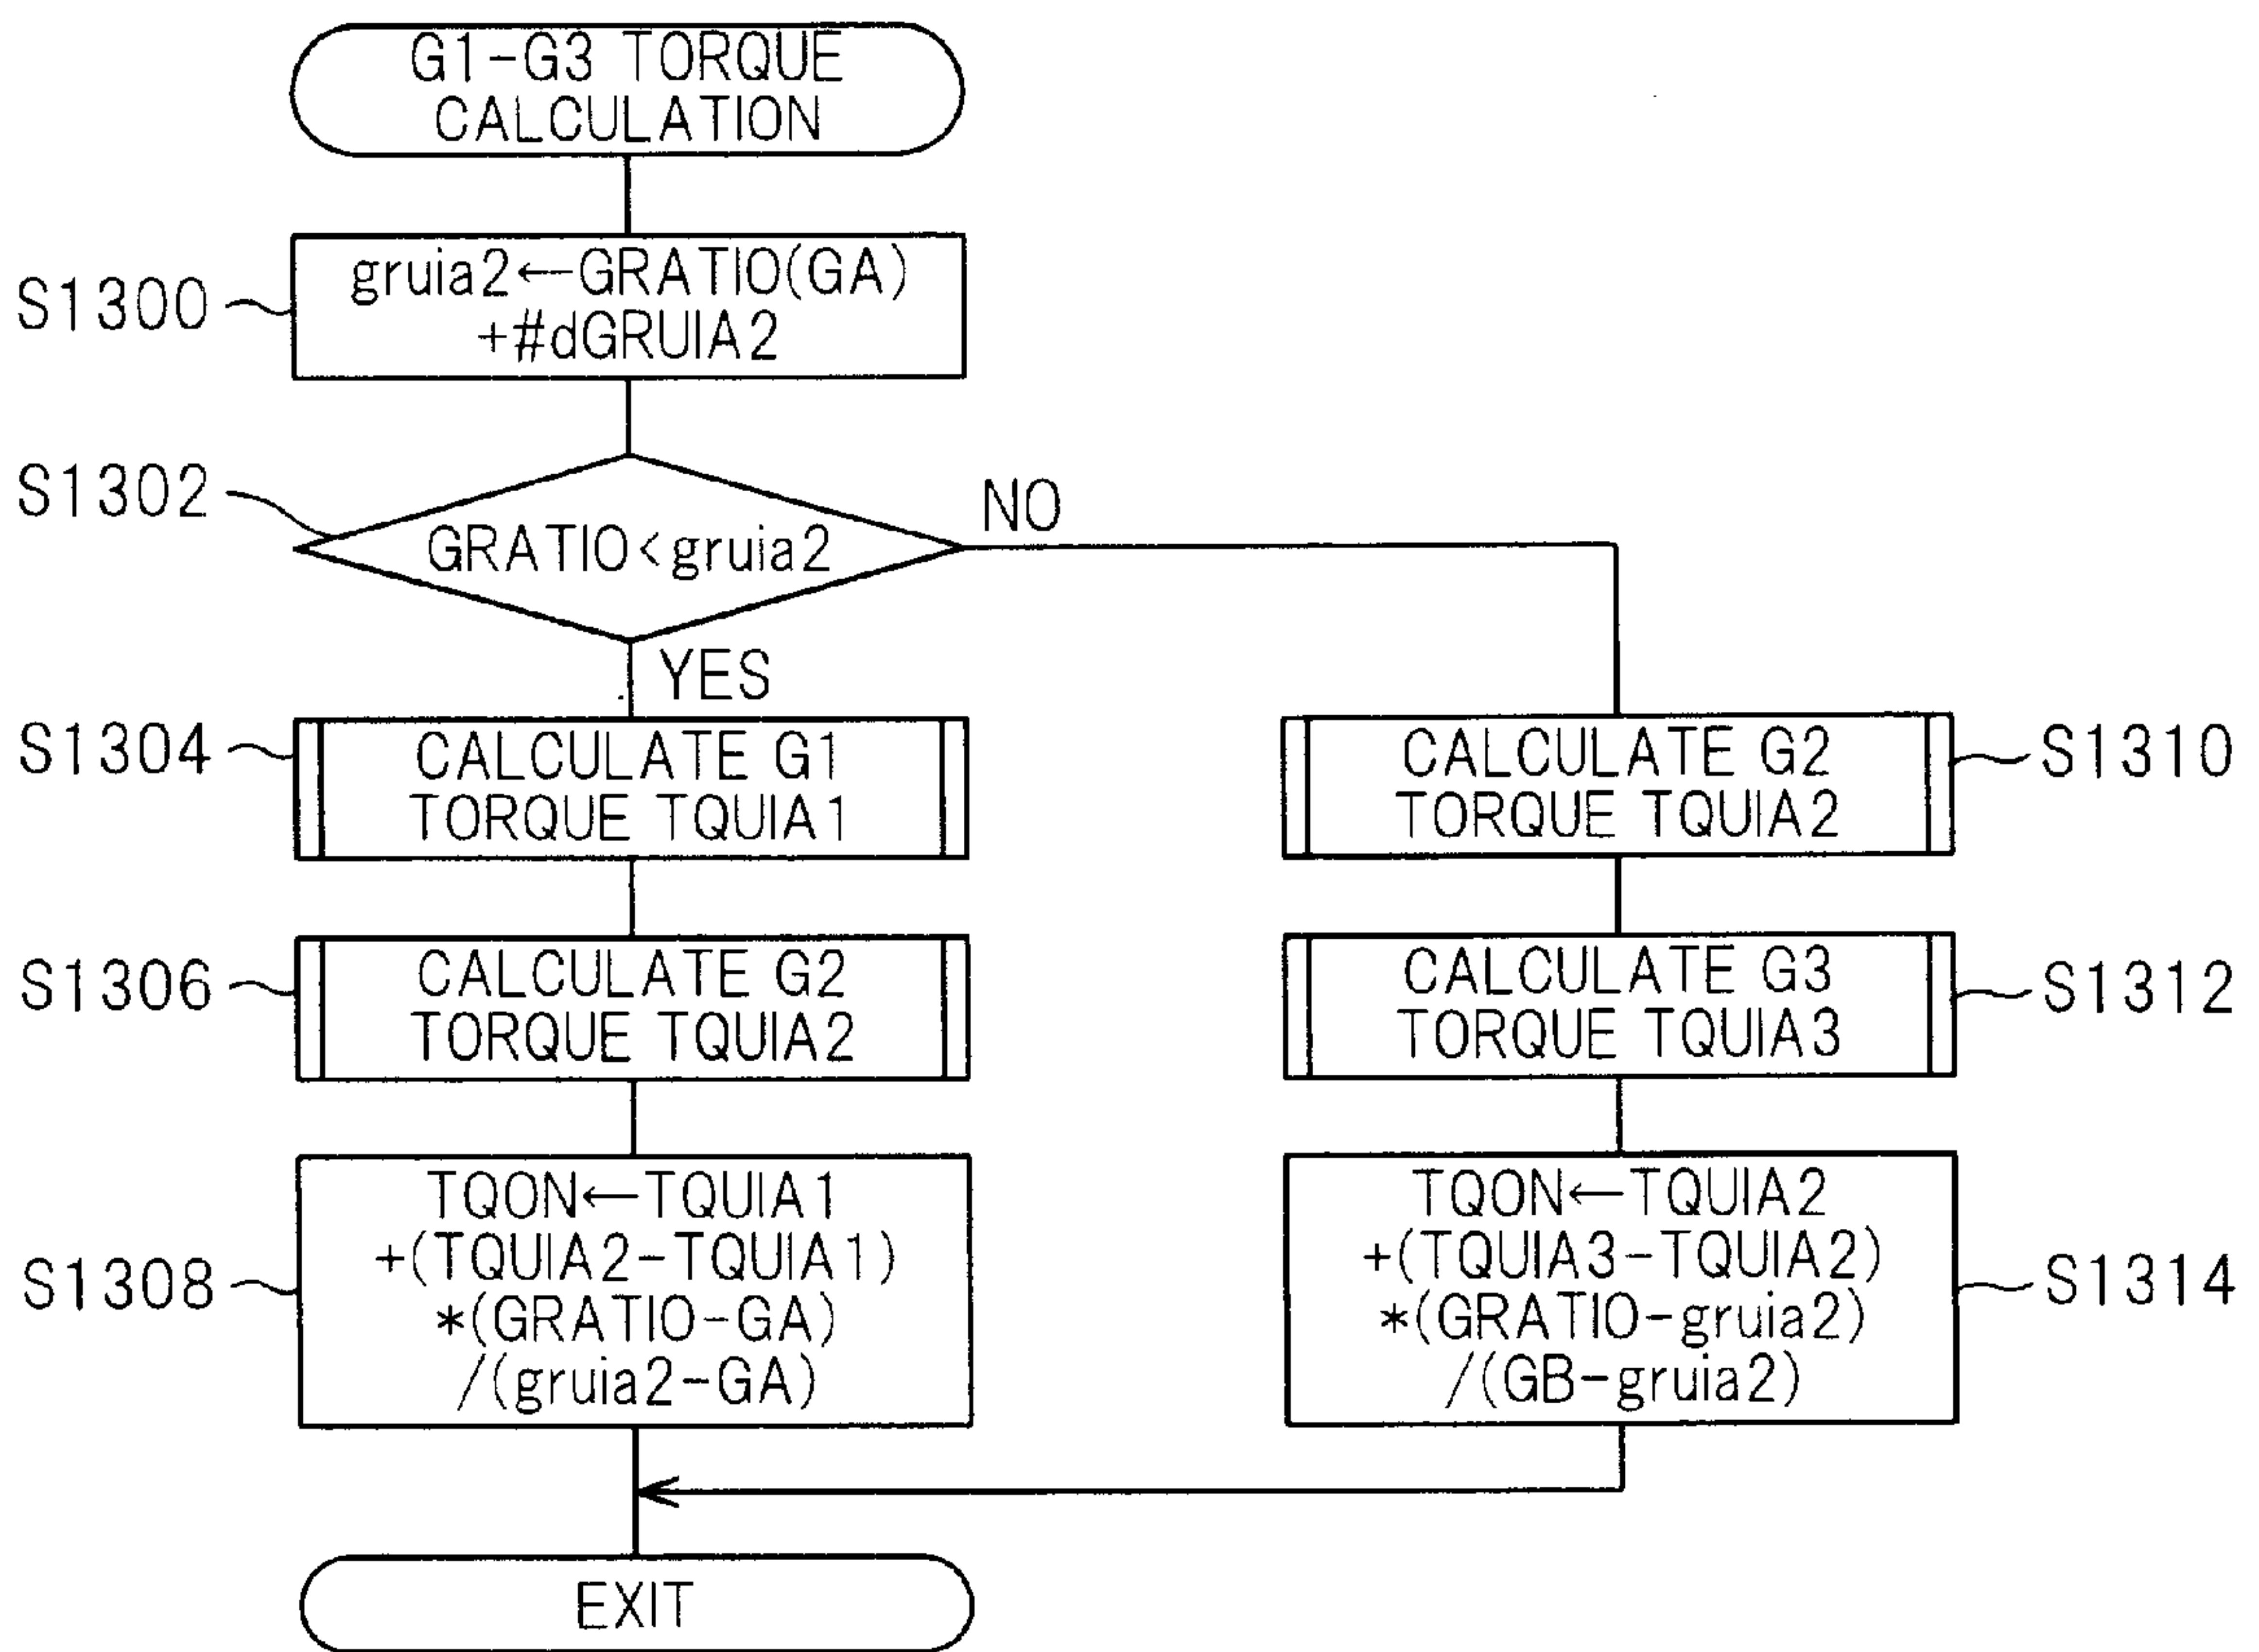 G1-G3 TORQUE
CALCULATION
S1300
gruia2←GRATIO(GA)
+#dGRUIA2
S1302
GRATIO<gruia2
NO
YES
S1304
CALCULATE G1
TORQUE TQUIA1
S1306
CALCULATE G2
TORQUE TQUIA2
S1308
TQON←TQUIA1
+(TQUIA2-TQUIA1)
*(GRATIO-GA)
/(gruia2-GA)
CALCULATE G2
TORQUE TQUIA2
S1310
CALCULATE G3
TORQUE TQUIA3
S1312
TQON←TQUIA2
+(TQUIA3-TQUIA2)
*(GRATIO-gruia2)
/(GB-gruia2)
S1314
EXIT